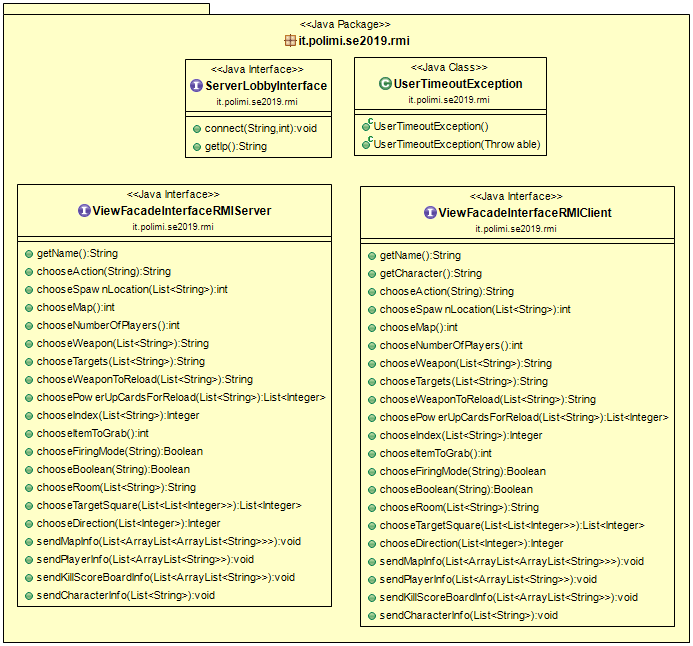 <<Java Package>>
it.polimi.se2019.rmi
<<Java Interface>>
ServerLobbyInterface
it.polimi.se2019.rmi
connect(String,int):void
getIp():String
<<Java Class>>
UserTimeoutException
it.polimi.se2019.rmi
UserTimeoutException()
UserTimeoutException(Throwable)
<<Java Interface>>
ViewFacadeInterfaceRMIServer
it.polimi.se2019.rmi
getName():String
chooseAction(String):String
chooseSpawnLocation(List<String>):int
chooseMap():int
chooseNumberOfPlayers():int
chooseWeapon(List<String>):String
chooseTargets(List<String>):String
chooseWeaponToReload(List<String>):String
choosePowerUpCardsForReload(List<String>):List<Integer>
chooseIndex(List<String>):Integer
chooseItemToGrab():int
chooseFiringMode(String):Boolean
chooseBoolean(String):Boolean
chooseRoom(List<String>):String
chooseTargetSquare(List<List<Integer>>):List<Integer>
chooseDirection(List<Integer>):Integer
sendMapInfo(List<ArrayList<ArrayList<String>>>):void
sendPlayerInfo(List<ArrayList<String>>):void
sendKillScoreBoardInfo(List<ArrayList<String>>):void
sendCharacterInfo(List<String>):void
<<Java Interface>>
ViewFacadeInterfaceRMIClient
it.polimi.se2019.rmi
getName():String
getCharacter():String
chooseAction(String):String
chooseSpawnLocation(List<String>):int
chooseMap():int
chooseNumberOfPlayers():int
chooseWeapon(List<String>):String
chooseTargets(List<String>):String
chooseWeaponToReload(List<String>):String
choosePowerUpCardsForReload(List<String>):List<Integer>
chooseIndex(List<String>):Integer
chooseItemToGrab():int
chooseFiringMode(String):Boolean
chooseBoolean(String):Boolean
chooseRoom(List<String>):String
chooseTargetSquare(List<List<Integer>>):List<Integer>
chooseDirection(List<Integer>):Integer
sendMapInfo(List<ArrayList<ArrayList<String>>>):void
sendPlayerInfo(List<ArrayList<String>>):void
sendKillScoreBoardInfo(List<ArrayList<String>>):void
sendCharacterInfo(List<String>):void